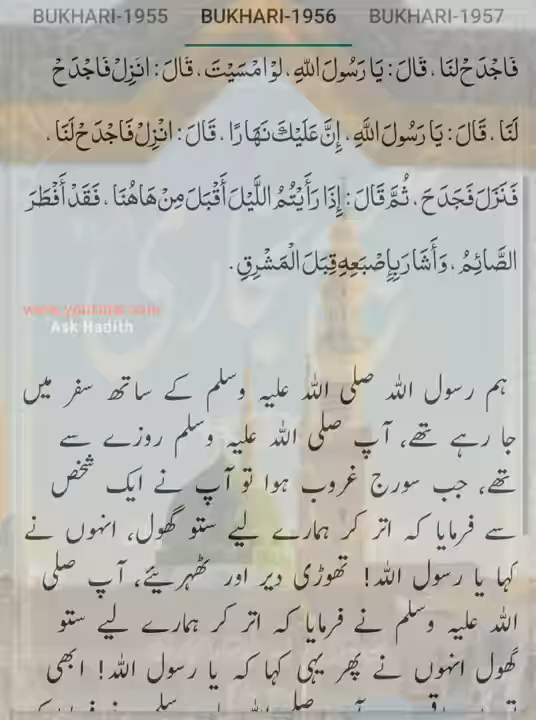 BUKHARI-1955 BUKHARI-1956 BUKHARI-1957
فَاجْدَحْ لَنَا ، قَالَ : يَا رَسُولَ اللَّهِ ، لَوْ أَمْسَيْتَ ، قَالَ : انْزِلْ فَاجْدَحْ
لَنَا ، قَالَ : يَا رَسُولَ اللَّهِ ، إِنَّ عَلَيْكَ نَهَارًا ، قَالَ : انْزِلْ فَاجْدَحْ لَنَا .
فَنَزَلَ فَجَدَحَ ، ثُمَّ قَالَ : إِذَا رَأَيْتُمُ اللَّيْلَ أَقْبَلَ مِنْ هَاهُنَا ، فَقَدْ أَفْطَرَ
الصَّائِمُ ، وَأَشَارَ بِإِصْبَعِهِ قِبَلَ الْمَشْرِقِ .
Ask Hadith
ہم رسول اللہ صلی اللہ علیہ وسلم کے ساتھ سفر میں
جا رہے تھے، آپ صلی اللہ علیہ وسلم روزے سے
تھے، جب سورج غروب ہوا تو آپ نے ایک شخص
سے فرمایا کہ اتر کر ہمارے لیے ستو گھول، انہوں نے
کہا یا رسول اللہ! تھوڑی دیر اور ٹھہرئیے، آپ صلی
اللہ علیہ وسلم نے فرمایا کہ اتر کر ہمارے لیے ستو
گھول انہوں نے پھر یہی کہا کہ یا رسول اللہ! ابھی